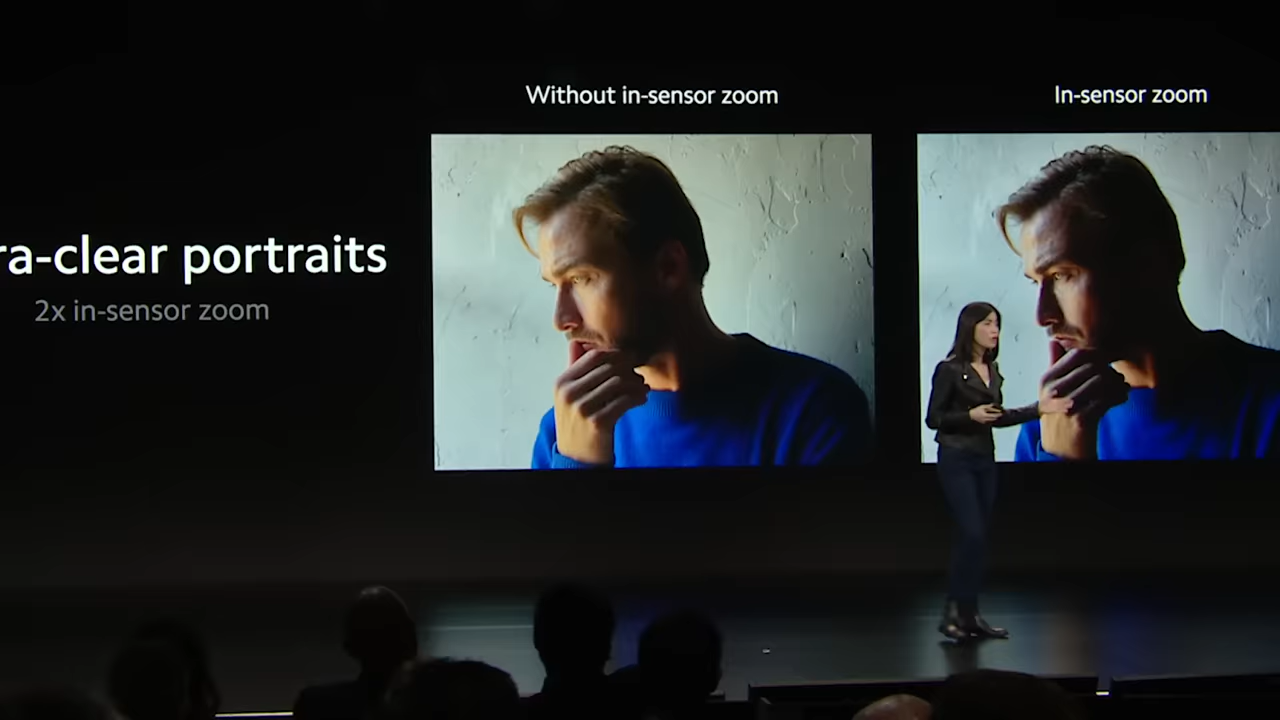 Without in-sensor zoom
In-sensor zoom
ra-clear portraits
2x in-sensor zoom